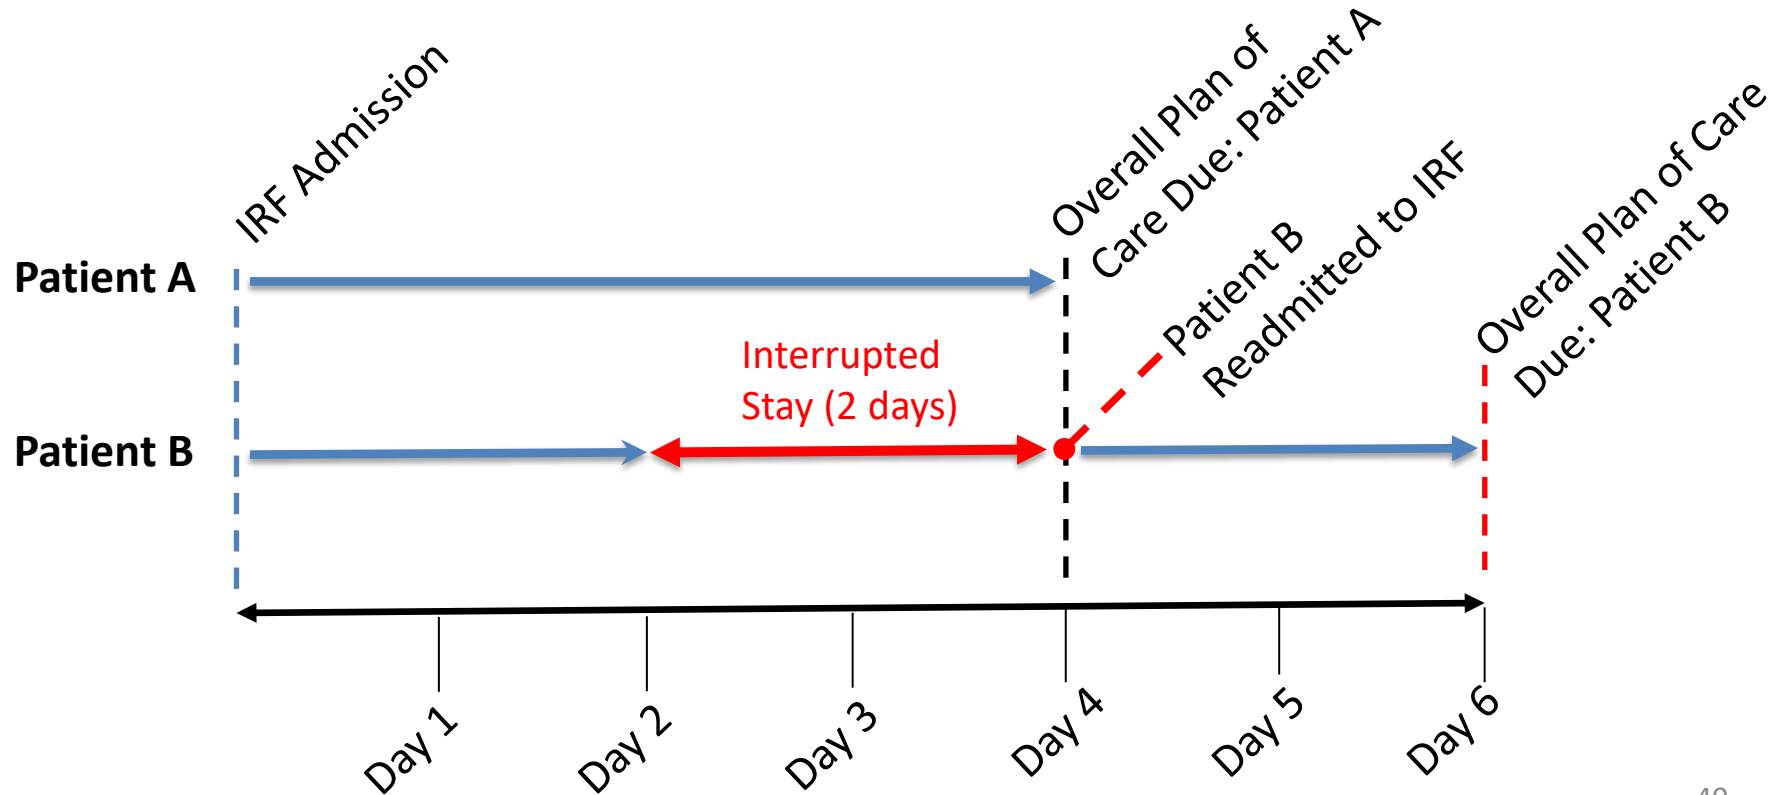 IRF Admission
Overall Plan of
Care Due: Patient A
Patient B
Readmitted to IRF
Overall Plan of Care
Due: Patient B
Patient A
Interrupted
Stay (2 days)
Patient B
Day 1
Day 2
Day 3
Day 4
Day 5
Day 6